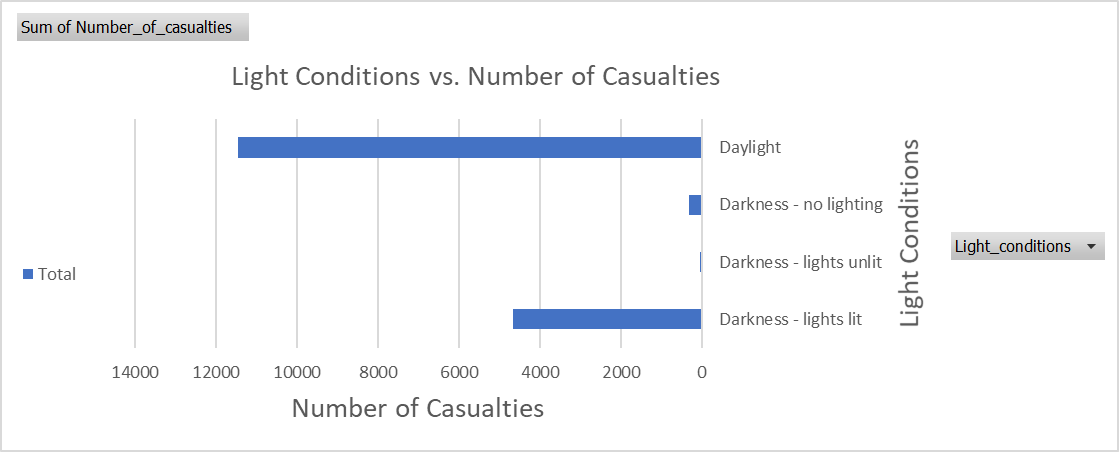 Sum of Number_of_casualties
Light Conditions vs. Number of Casualties
Daylight
Darkness - no lighting
Darkness - lights unlit
Darkness - lights lit
Light Conditions
Light_conditions
Total
14000 12000 10000 8000 6000 4000 2000 0
Number of Casualties